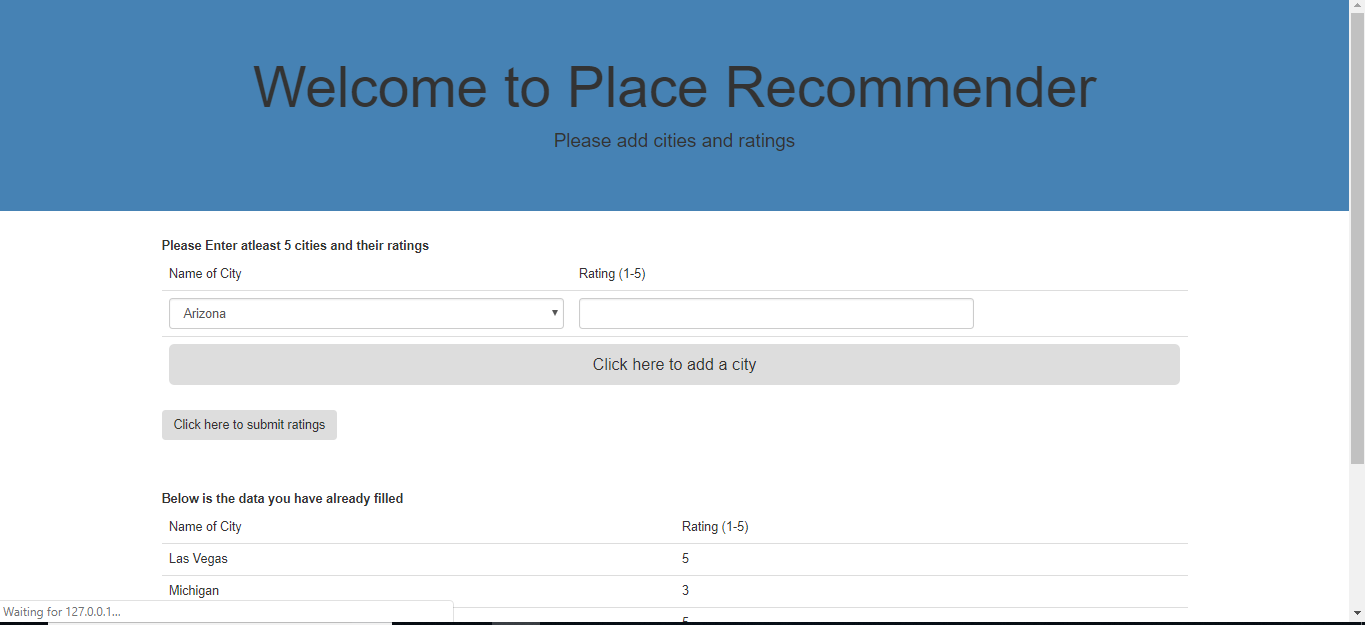 Welcome to Place Recommender
Please add cities and ratings
Please Enter atleast 5 cities and their ratings
Name of City Rating (1-5)
Arizona
Click here to add a city
Click here to submit ratings
Below is the data you have already filled
Name of City Rating (1-5)
Las Vegas 5
Michigan 3
Waiting for 127.0.0.1...